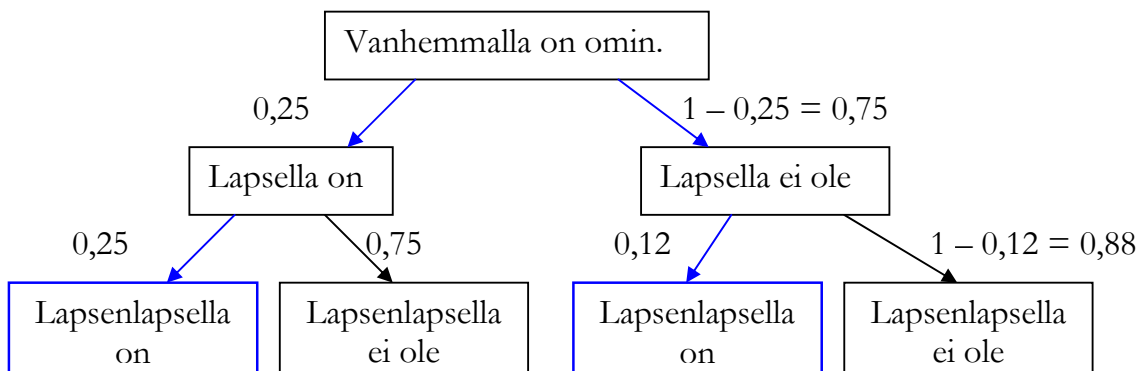 Vanhemmalla on omin.
0,25
1 – 0,25 = 0,75
Lapsella on
Lapsella ei ole
0,25
0,75
0,12
1 – 0,12 = 0,88
Lapsenlapsella
on
Lapsenlapsella
ei ole
Lapsenlapsella
on
Lapsenlapsella
ei ole